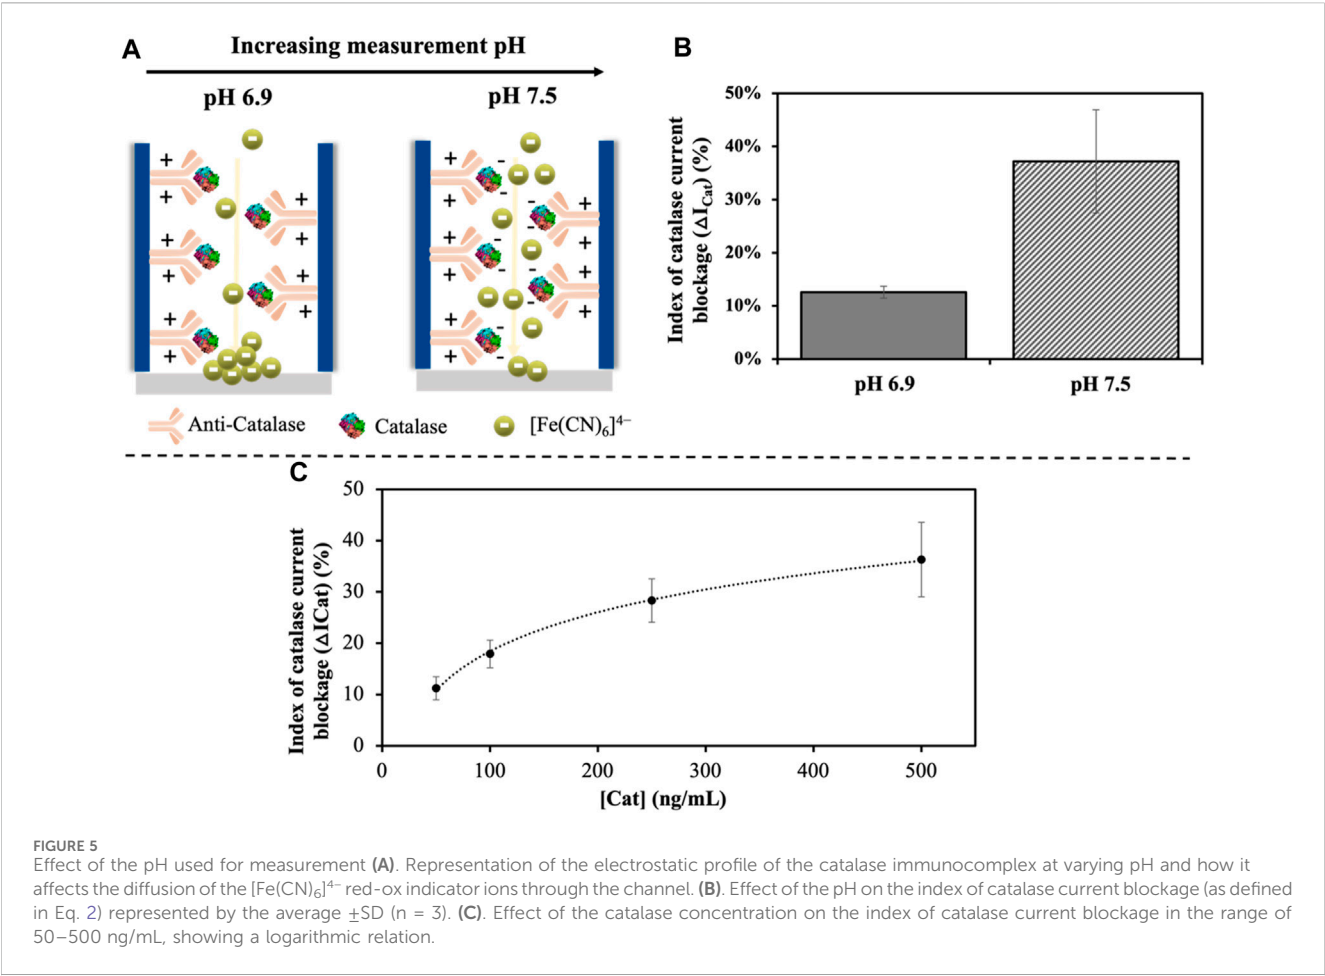 A
Increasing measurement pH
pH 6.9
pH 7.5
Anti-Catalase
Catalase
[Fe(CN)₆]⁴⁻
B
Index of catalase current
blockage (ΔI_Cat) (%)
50%
40%
30%
20%
10%
0%
pH 6.9
pH 7.5
C
Index of catalase current
blockage (ΔICat) (%)
50
40
30
20
10
0
0 100 200 300 400 500
[Cat] (ng/mL)
FIGURE 5
Effect of the pH used for measurement (A). Representation of the electrostatic profile of the catalase immunocomplex at varying pH and how it
affects the diffusion of the [Fe(CN)₆]⁴⁻ red-ox indicator ions through the channel. (B). Effect of the pH on the index of catalase current blockage (as defined
in Eq. 2) represented by the average ±SD (n = 3). (C). Effect of the catalase concentration on the index of catalase current blockage in the range of
50–500 ng/mL, showing a logarithmic relation.